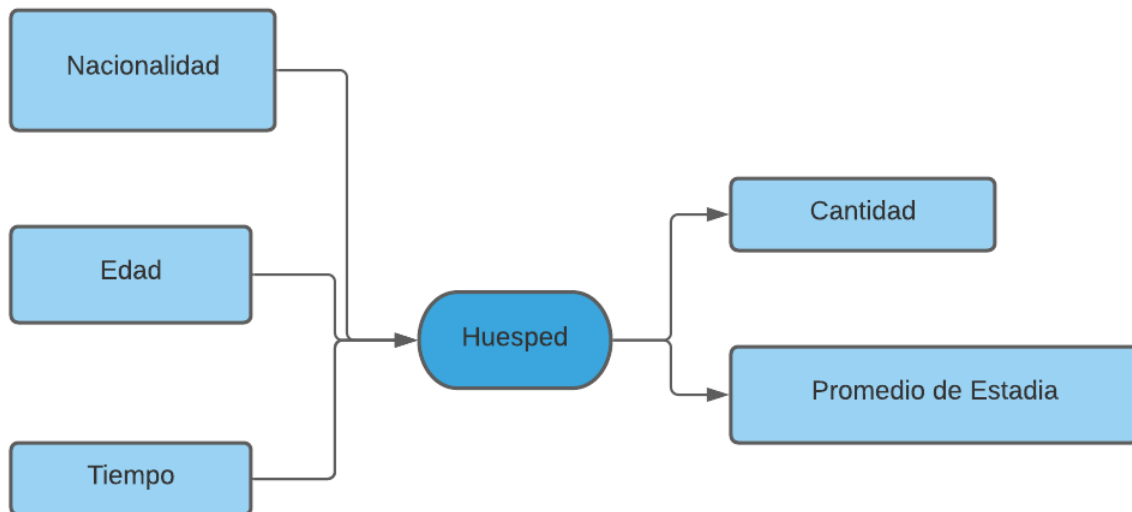 Nacionalidad
Edad
Tiempo
Huesped
Cantidad
Promedio de Estadia